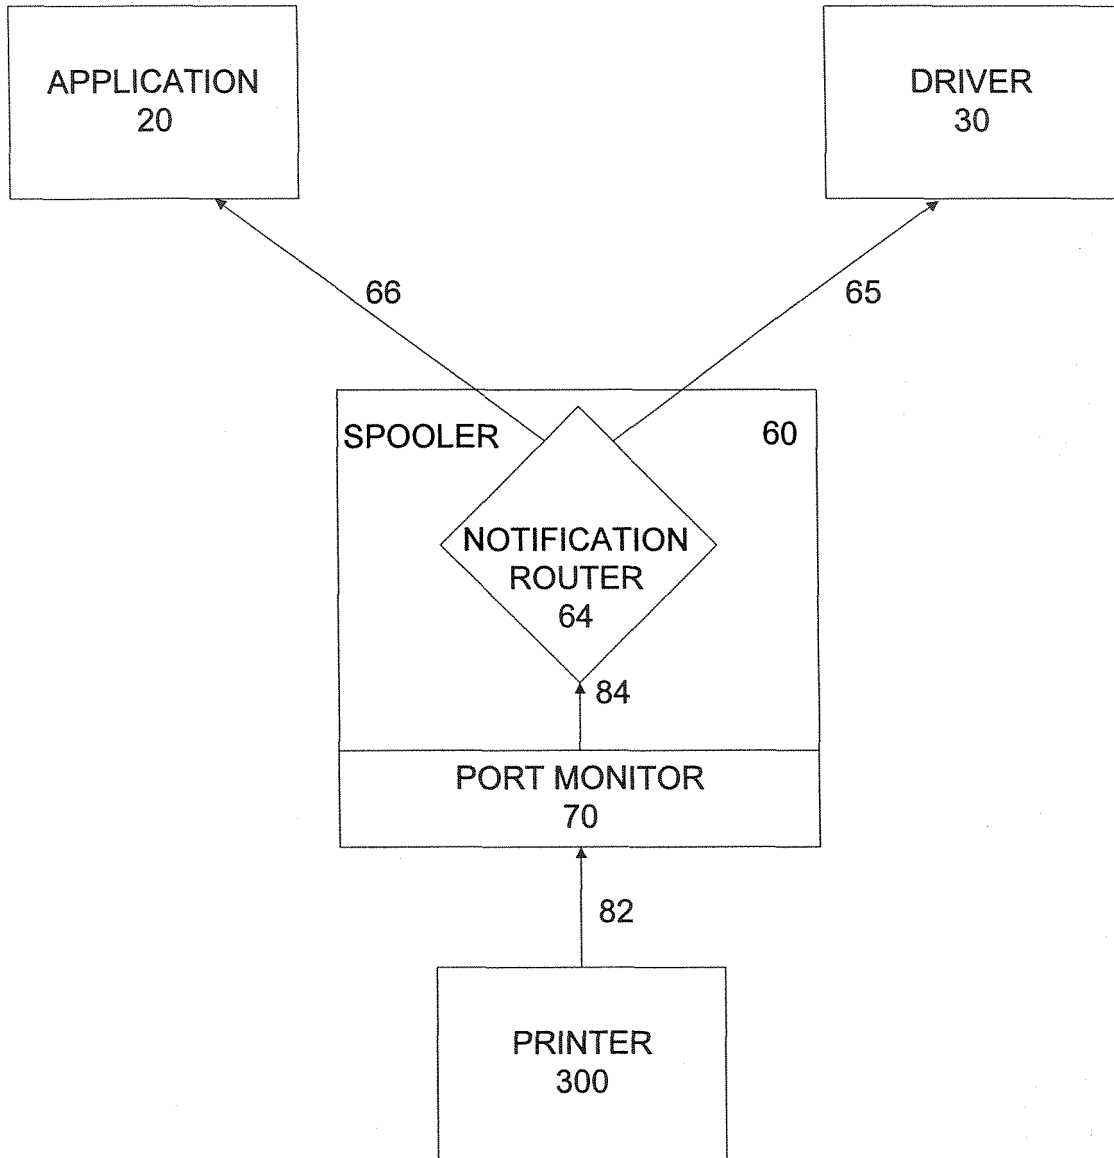 APPLICATION
20
DRIVER
30
66
65
SPOOLER
60
NOTIFICATION
ROUTER
64
84
PORT MONITOR
70
82
PRINTER
300